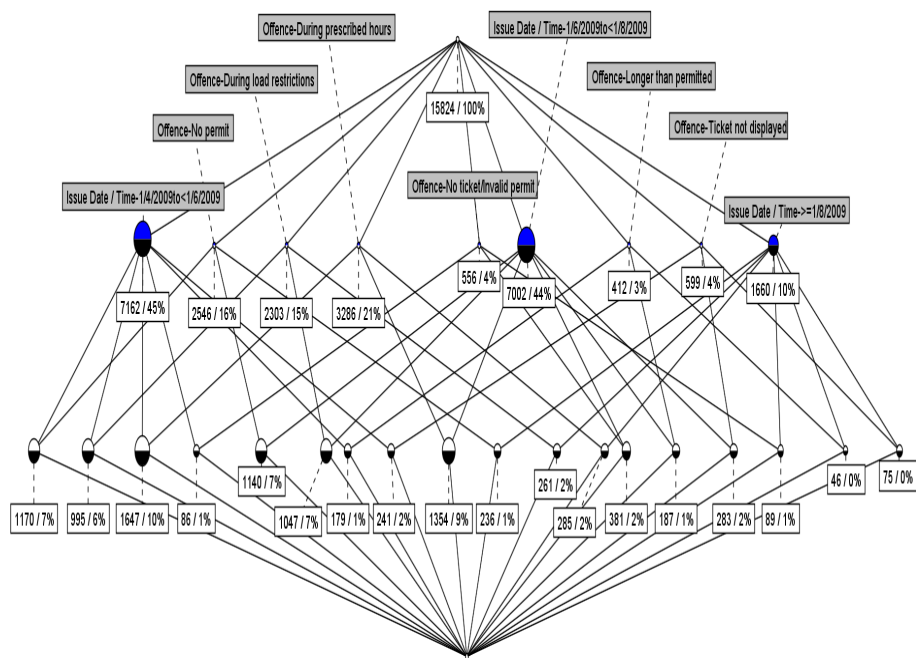 Offence-During prescribed hours
Issue Date / Time-1/6/2009to<1/8/2009
Offence-During load restrictions
Offence-Longer than permitted
15824 / 100%
Offence-No permit
Offence-Ticket not displayed
Issue Date / Time-1/4/2009to<1/6/2009
Offence-No ticket/Invalid permit
Issue Date / Time->=1/8/2009
7162 / 45%
2546 / 16%
2303 / 15%
3286 / 21%
556 / 4%
7002 / 44%
412 / 3%
599 / 4%
1660 / 10%
1140 / 7%
261 / 2%
46 / 0%
75 / 0%
1170 / 7%
995 / 6%
1647 / 10%
86 / 1%
1047 / 7%
179 / 1%
241 / 2%
1354 / 9%
236 / 1%
285 / 2%
381 / 2%
187 / 1%
283 / 2%
89 / 1%